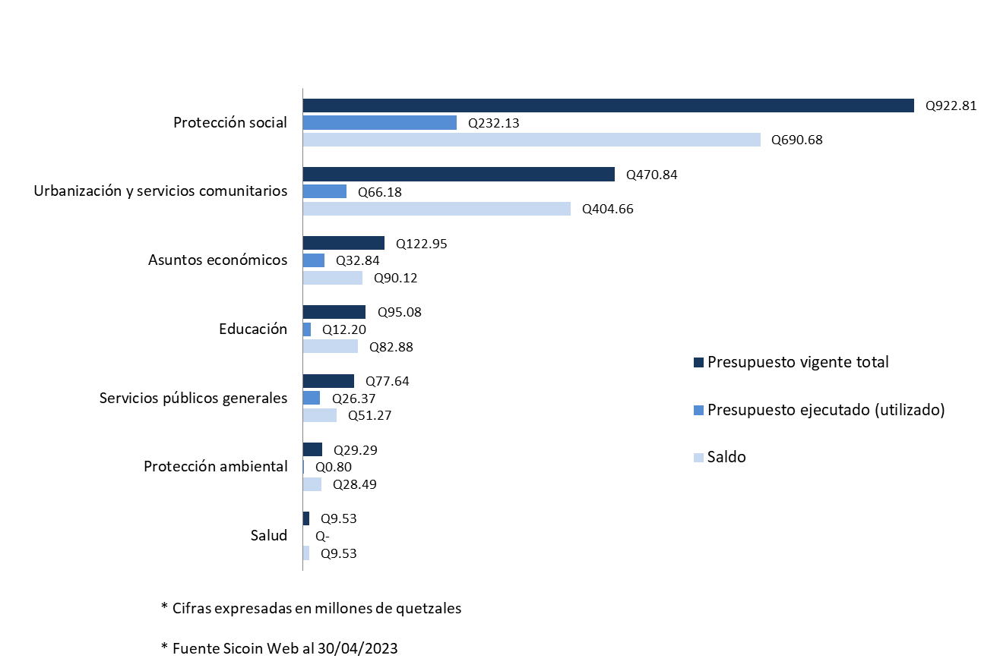 Protección social
Q922.81
Q232.13
Q690.68
Urbanización y servicios comunitarios
Q470.84
Q66.18
Q404.66
Asuntos económicos
Q122.95
Q32.84
Q90.12
Educación
Q95.08
Q12.20
Q82.88
Servicios públicos generales
Q77.64
Q26.37
Q51.27
Protección ambiental
Q29.29
Q0.80
Q28.49
Salud
Q9.53
Q-
Q9.53
Presupuesto vigente total
Presupuesto ejecutado (utilizado)
Saldo
* Cifras expresadas en millones de quetzales
* Fuente Sicoin Web al 30/04/2023